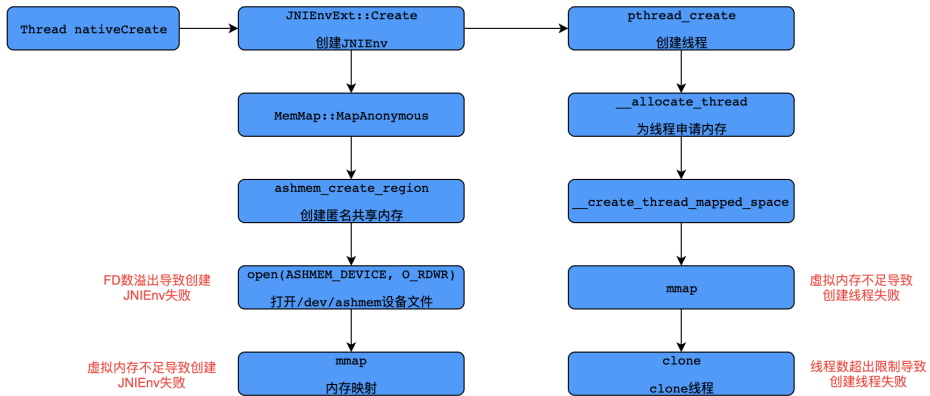 Thread nativeCreate
JNIEnvExt::Create
创建JNIEnv
pthread_create
创建线程
MemMap::MapAnonymous
__allocate_thread
为线程申请内存
ashmem_create_region
创建匿名共享内存
__create_thread_mapped_space
FD数溢出导致创建
JNIEnv失败
open(ASHMEM_DEVICE, O_RDWR)
打开/dev/ashmem设备文件
mmap
虚拟内存不足导致
创建线程失败
虚拟内存不足导致创建
JNIEnv失败
mmap
内存映射
clone
clone线程
线程数超出限制导致
创建线程失败